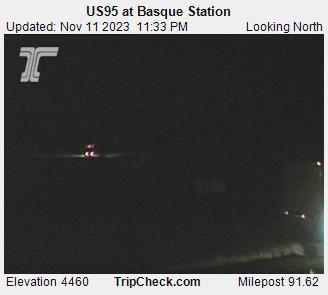 US95 at Basque Station
Updated: Nov 11 2023 11:33 PM Looking North
Elevation 4460 TripCheck.com Milepost 91.62